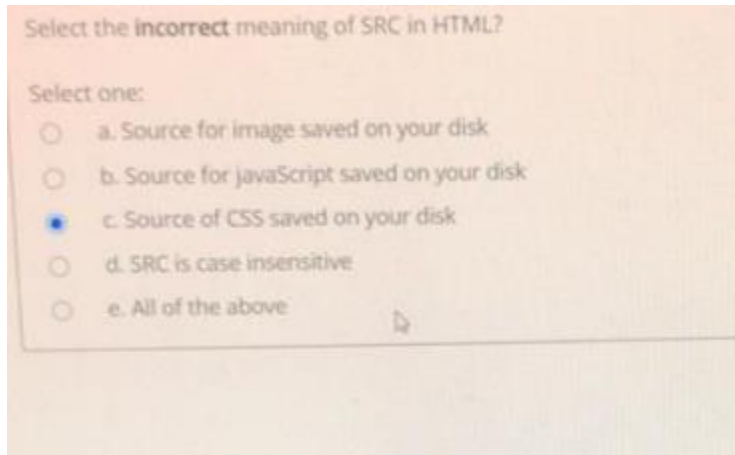 Select the incorrect meaning of SRC in HTML?
Select one:
a. Source for image saved on your disk
b. Source for javaScript saved on your disk
c. Source of CSS saved on your disk
d. SRC is case insensitive
e. All of the above